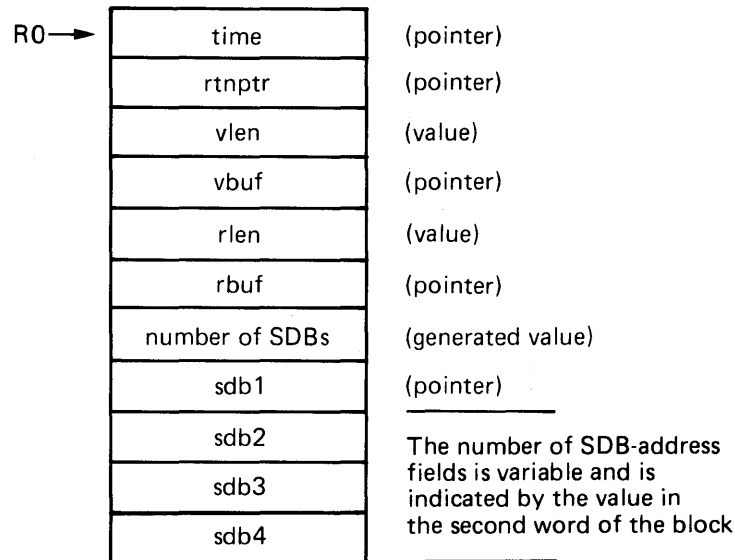 R0 time (pointer)
rtnptr (pointer)
vlen (value)
vbuf (pointer)
rlen (value)
rbuf (pointer)
number of SDBs (generated value)
sdb1 (pointer)
sdb2
sdb3
sdb4
The number of SDB-address
fields is variable and is
indicated by the value in
the second word of the block